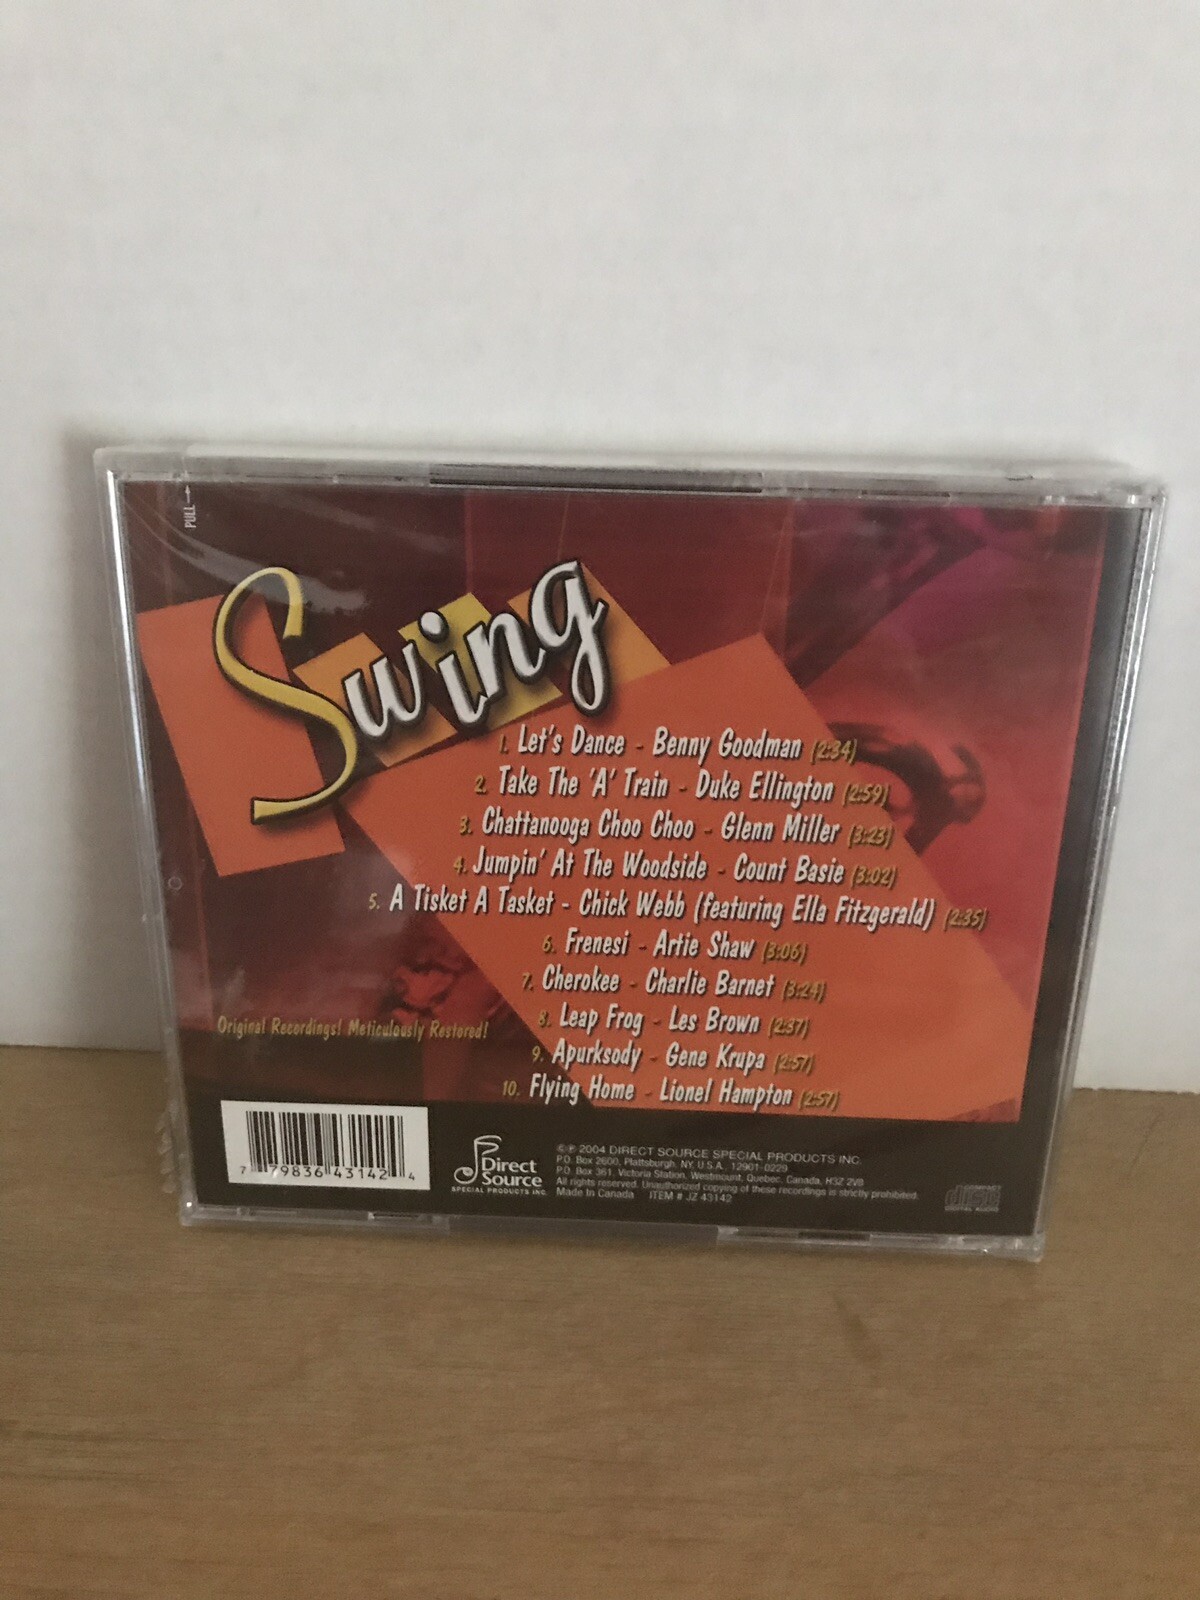 PULL→
Swing
1. Let's Dance - Benny Goodman (2:34)
2. Take The 'A' Train - Duke Ellington (2:59)
3. Chattanooga Choo Choo - Glenn Miller (3:23)
4. Jumpin' At The Woodside - Count Basie (3:02)
5. A Tisket A Tasket - Chick Webb (featuring Ella Fitzgerald) (2:35)
6. Frenesi - Artie Shaw (3:06)
7. Cherokee - Charlie Barnet (3:24)
8. Leap Frog - Les Brown (2:37)
9. Apurksody - Gene Krupa (2:57)
10. Flying Home - Lionel Hampton (2:57)
Original Recordings! Meticulously Restored!
7 79836 43142 4
Direct
Source
SPECIAL PRODUCTS INC.
©℗ 2004 DIRECT SOURCE SPECIAL PRODUCTS INC.
P.O. Box 2600, Plattsburgh, NY, U.S.A., 12901-0229
P.O. Box 361, Victoria Station, Westmount, Quebec, Canada, H3Z 2V8
All rights reserved. Unauthorized copying of these recordings is strictly prohibited.
Made in Canada ITEM # JZ 43142
COMPACT
disc
DIGITAL AUDIO